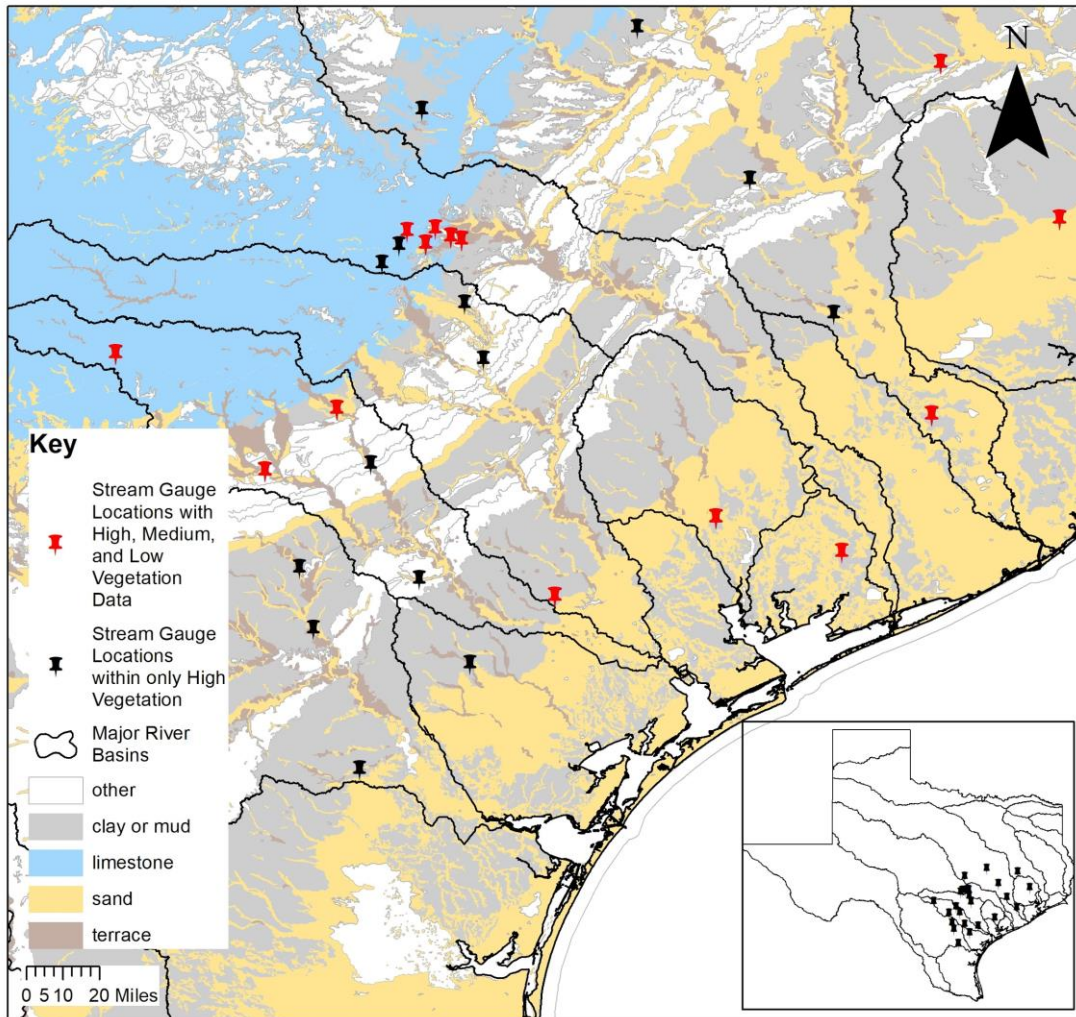 N
Key
Stream Gauge
Locations with
High, Medium,
and Low
Vegetation
Data
Stream Gauge
Locations
within only High
Vegetation
Major River
Basins
other
clay or mud
limestone
sand
terrace
0 5 10 20 Miles